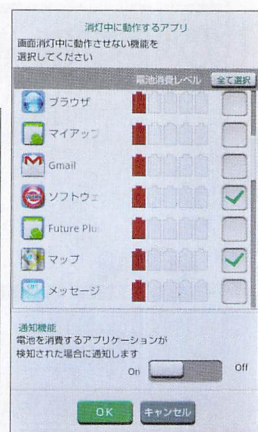 消灯中に動作するアプリ
画面消灯中に動作させない機能を
選択してください
電池消費レベル 全て選択
ブラウザ
マイアップ
Gmail
ソフトウェ
Future Plu
マップ
メッセージ
通知機能
電池を消費するアプリケーションが
検知された場合に通知します
On Off
OK キャンセル